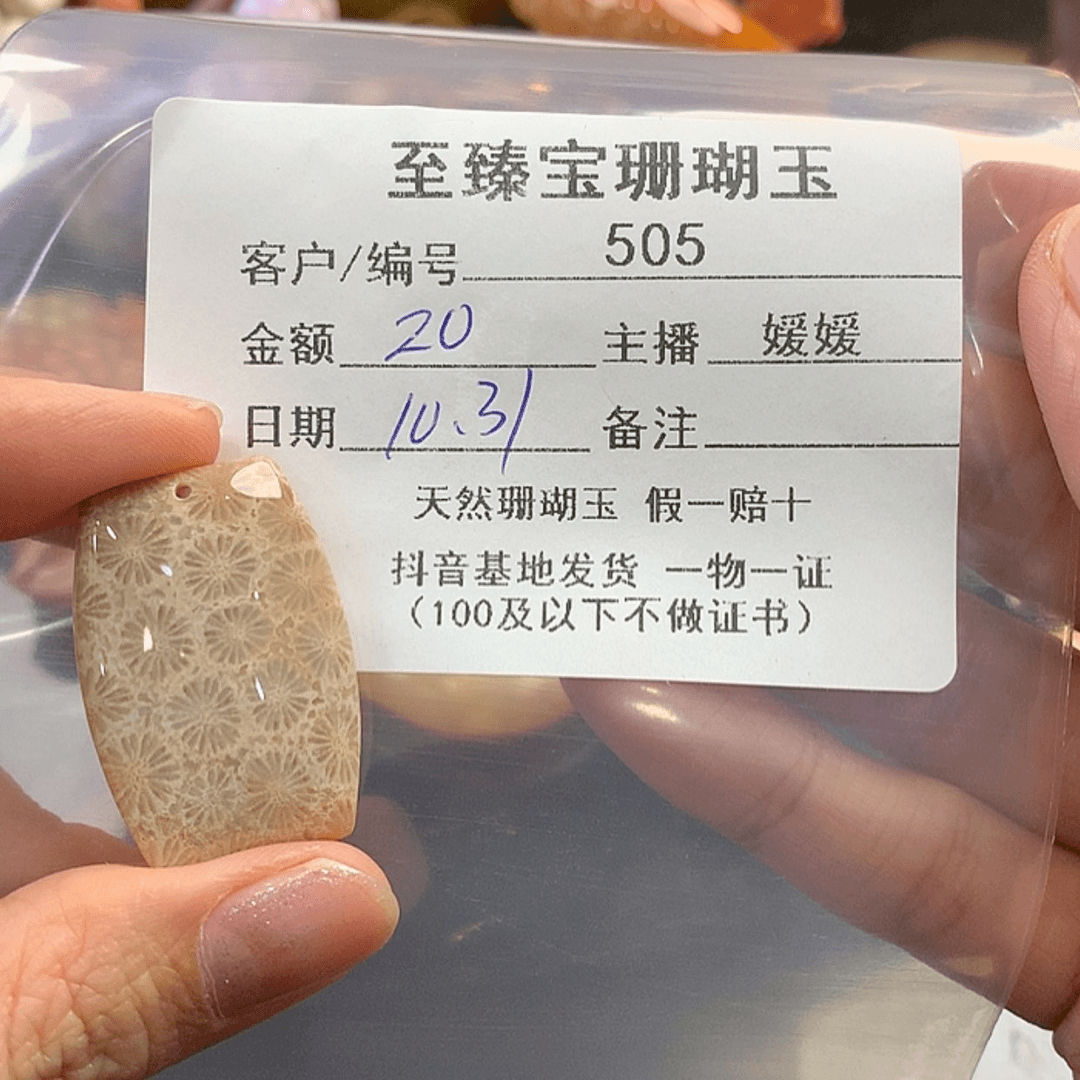 至臻宝珊瑚玉
客户/编号 505
金额 20 主播 媛媛
日期 10.31 备注
天然珊瑚玉 假一赔十
抖音基地发货 一物一证
（100及以下不做证书）